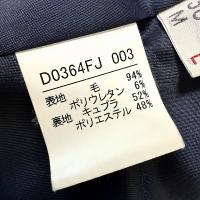 DO364FJ 003
表地 毛 94%
ポリウレタン 6%
裏地 キュプラ 52%
ポリエステル 48%